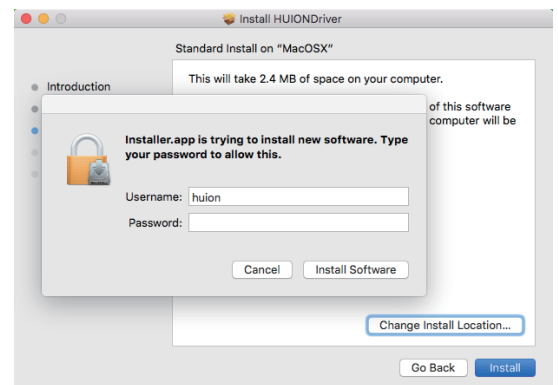 Install HUIONDriver
Standard Install on "MacOSX"
Introduction
This will take 2.4 MB of space on your computer.
of this software
computer will be
Installer.app is trying to install new software. Type
your password to allow this.
Username: huion
Password:
Cancel
Install Software
Change Install Location...
Go Back
Install